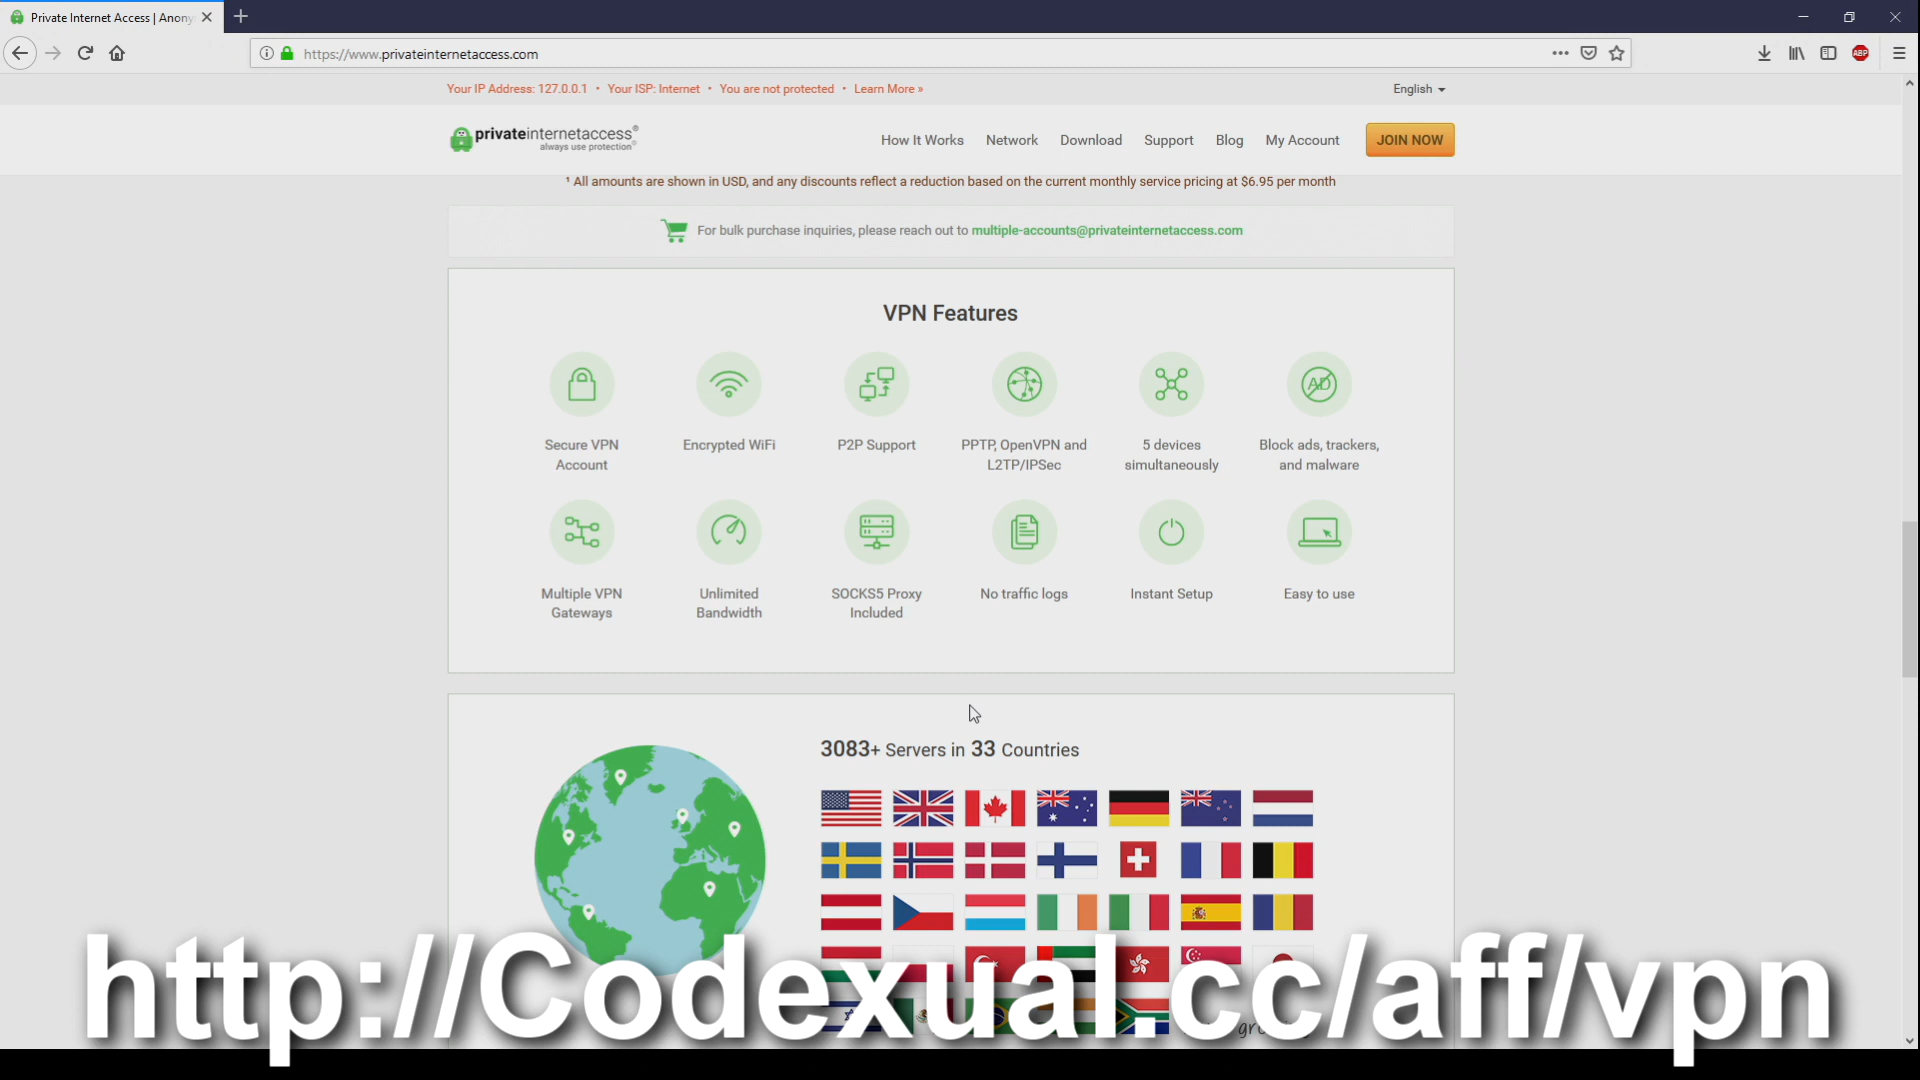 Private Internet Access | Anony
https://www.privateinternetaccess.com
ABP
Your IP Address: 127.0.0.1 • Your ISP: Internet • You are not protected • Learn More »
English
privateinternetaccess®
always use protection
How It Works
Network
Download
Support
Blog
My Account
JOIN NOW
¹ All amounts are shown in USD, and any discounts reflect a reduction based on the current monthly service pricing at $6.95 per month
For bulk purchase inquiries, please reach out to multiple-accounts@privateinternetaccess.com
VPN Features
AD
Secure VPN
Account
Encrypted WiFi
P2P Support
PPTP, OpenVPN and
L2TP/IPSec
5 devices
simultaneously
Block ads, trackers,
and malware
Multiple VPN
Gateways
Unlimited
Bandwidth
SOCKS5 Proxy
Included
No traffic logs
Instant Setup
Easy to use
3083+ Servers in 33 Countries
http://Codexual.cc/aff/vpn